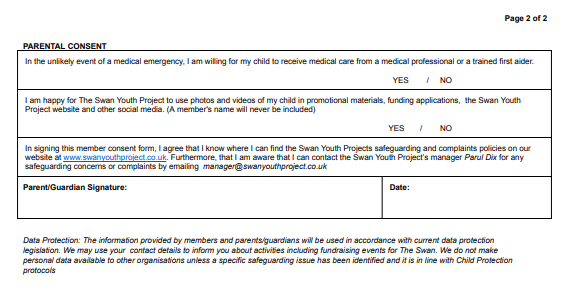 Page 2 of 2
PARENTAL CONSENT
In the unlikely event of a medical emergency, I am willing for my child to receive medical care from a medical professional or a trained first aider.
YES / NO
I am happy for The Swan Youth Project to use photos and videos of my child in promotional materials, funding applications, the Swan Youth
Project website and other social media. (A member's name will never be included)
YES / NO
In signing this member consent form, I agree that I know where I can find the Swan Youth Projects safeguarding and complaints policies on our
website at www.swanyouthproject.co.uk. Furthermore, that I am aware that I can contact the Swan Youth Project's manager Parul Dix for any
safeguarding concerns or complaints by emailing manager@swanyouthproject.co.uk
Parent/Guardian Signature: Date:
Data Protection: The information provided by members and parents/guardians will be used in accordance with current data protection
legislation. We may use your contact details to inform you about activities including fundraising events for The Swan. We do not make
personal data available to other organisations unless a specific safeguarding issue has been identified and it is in line with Child Protection
protocols